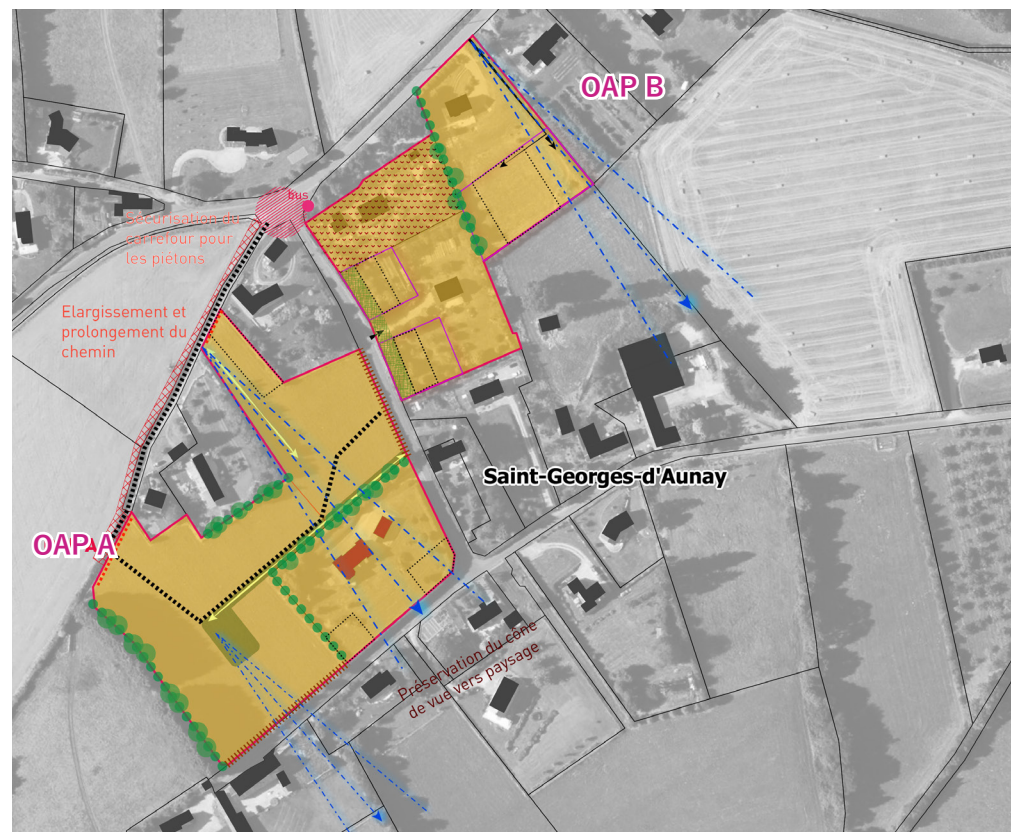 OAP B
bus
Sécurisation du
carrefour pour
les piétons
Elargissement et
prolongement du
chemin
Saint-Georges-d'Aunay
OAP A
Préservation du cône
de vue vers paysage